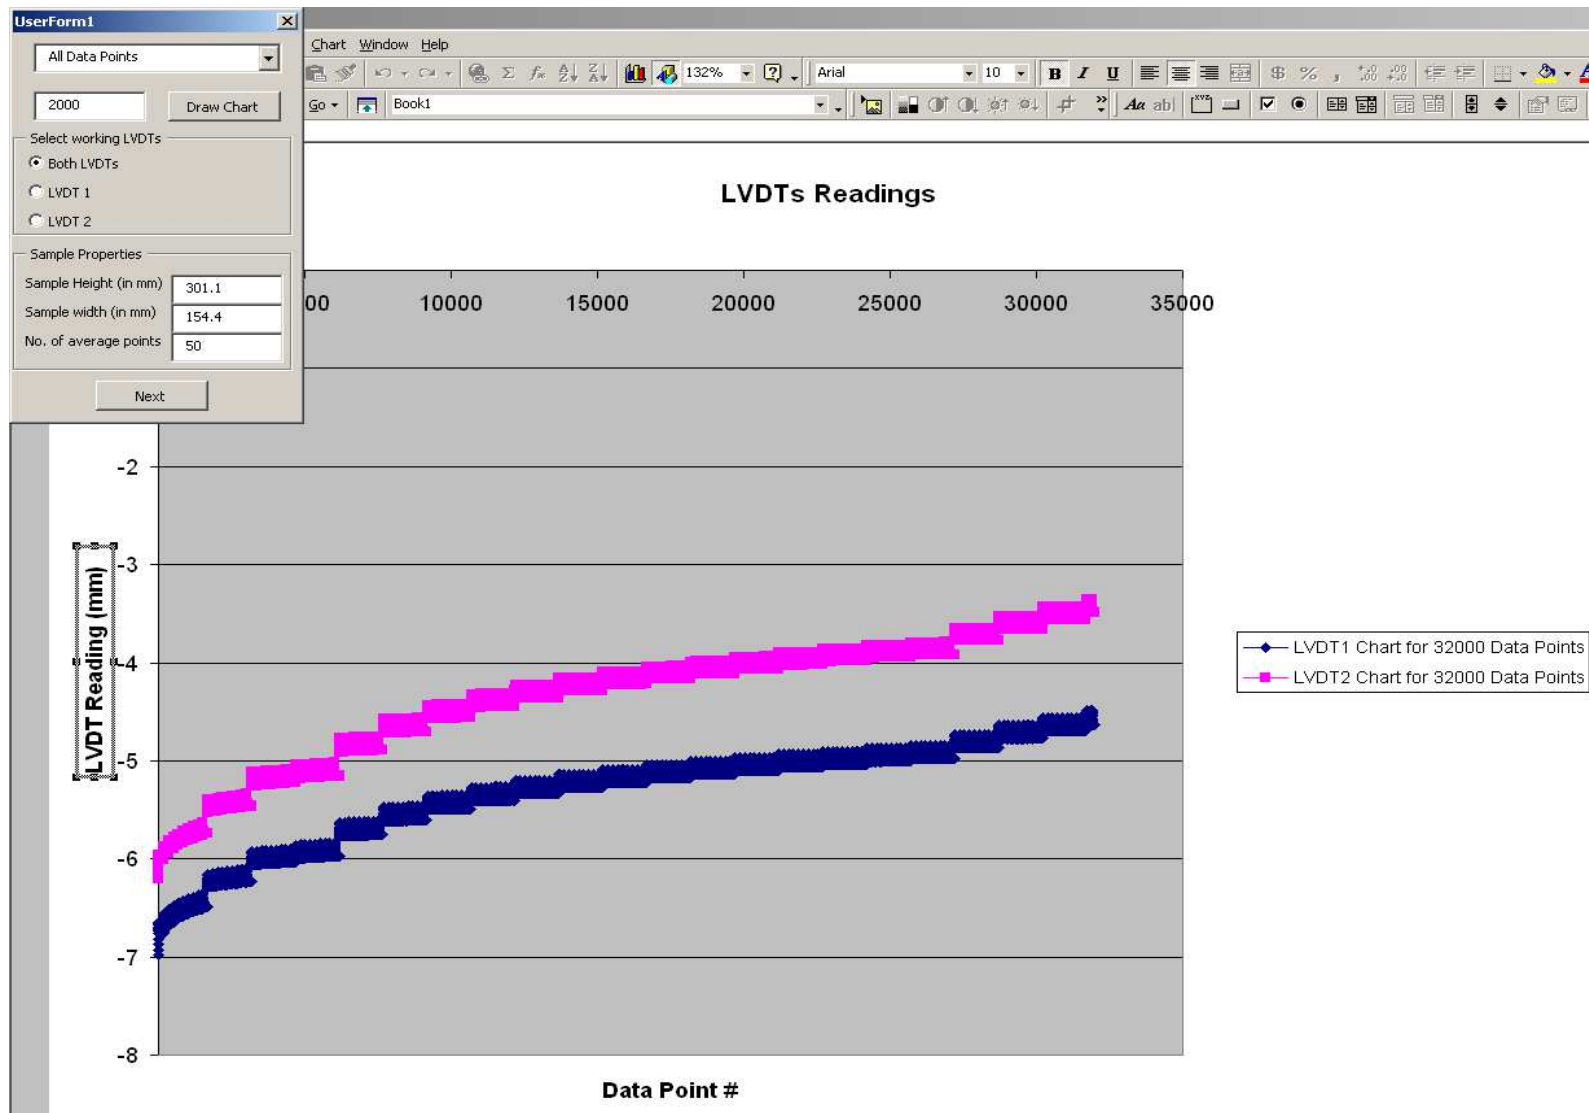 UserForm1
All Data Points
2000
Draw Chart
Select working LVDTs
Both LVDTs
LVDT 1
LVDT 2
Sample Properties
Sample Height (in mm) 301.1
Sample width (in mm) 154.4
No. of average points 50
Next
Chart Window Help
132% Arial 10 B I U $ % ,
Go Book1 Aa ab|
LVDTs Readings
00 10000 15000 20000 25000 30000 35000
-2
-3
-4
-5
-6
-7
-8
LVDT Reading (mm)
LVDT1 Chart for 32000 Data Points
LVDT2 Chart for 32000 Data Points
Data Point #